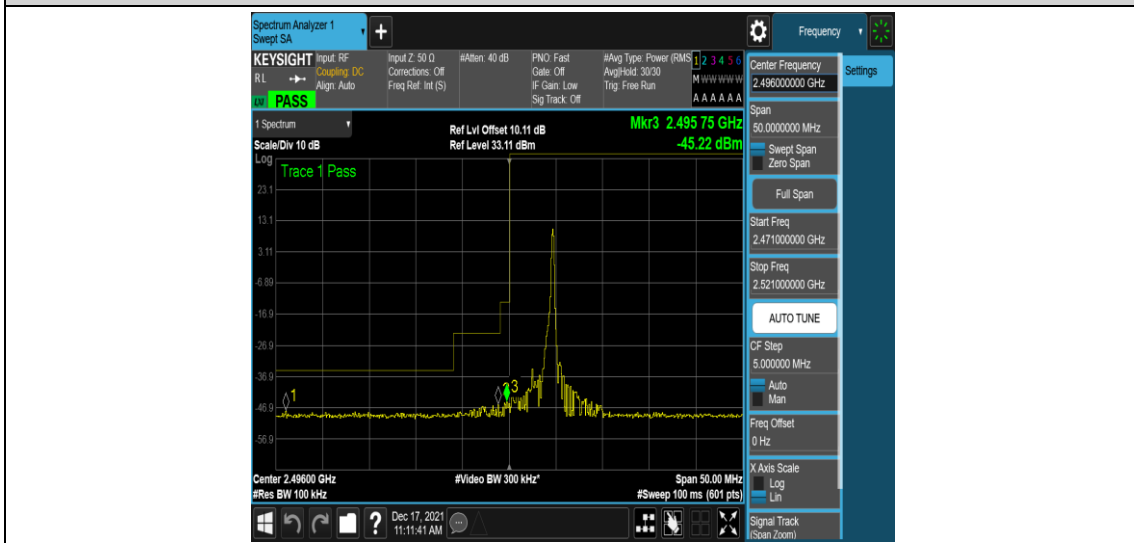 Spectrum Analyzer 1
Swept SA
+
Frequency
KEYSIGHT
RL
LXI
PASS
Input: RF
Coupling: DC
Align: Auto
Input Z: 50 Ω
Corrections: Off
Freq Ref: Int (S)
#Atten: 40 dB
PNO: Fast
Gate: Off
IF Gain: Low
Sig Track: Off
#Avg Type: Power (RMS
Avg|Hold: 30/30
Trig: Free Run
1 2 3 4 5 6
M W W W W W
A A A A A A
1 Spectrum
Scale/Div 10 dB
Ref Lvl Offset 10.11 dB
Ref Level 33.11 dBm
Mkr3 2.495 75 GHz
-45.22 dBm
Log
Trace 1 Pass
23.1
13.1
3.11
-6.89
-16.9
-26.9
-36.9
-46.9
-56.9
1
3
Center 2.49600 GHz
#Res BW 100 kHz
#Video BW 300 kHz*
Span 50.00 MHz
#Sweep 100 ms (601 pts)
?
Dec 17, 2021
11:11:41 AM
Center Frequency
2.496000000 GHz
Settings
Span
50.0000000 MHz
Swept Span
Zero Span
Full Span
Start Freq
2.471000000 GHz
Stop Freq
2.521000000 GHz
AUTO TUNE
CF Step
5.000000 MHz
Auto
Man
Freq Offset
0 Hz
X Axis Scale
Log
Lin
Signal Track
(Span Zoom)